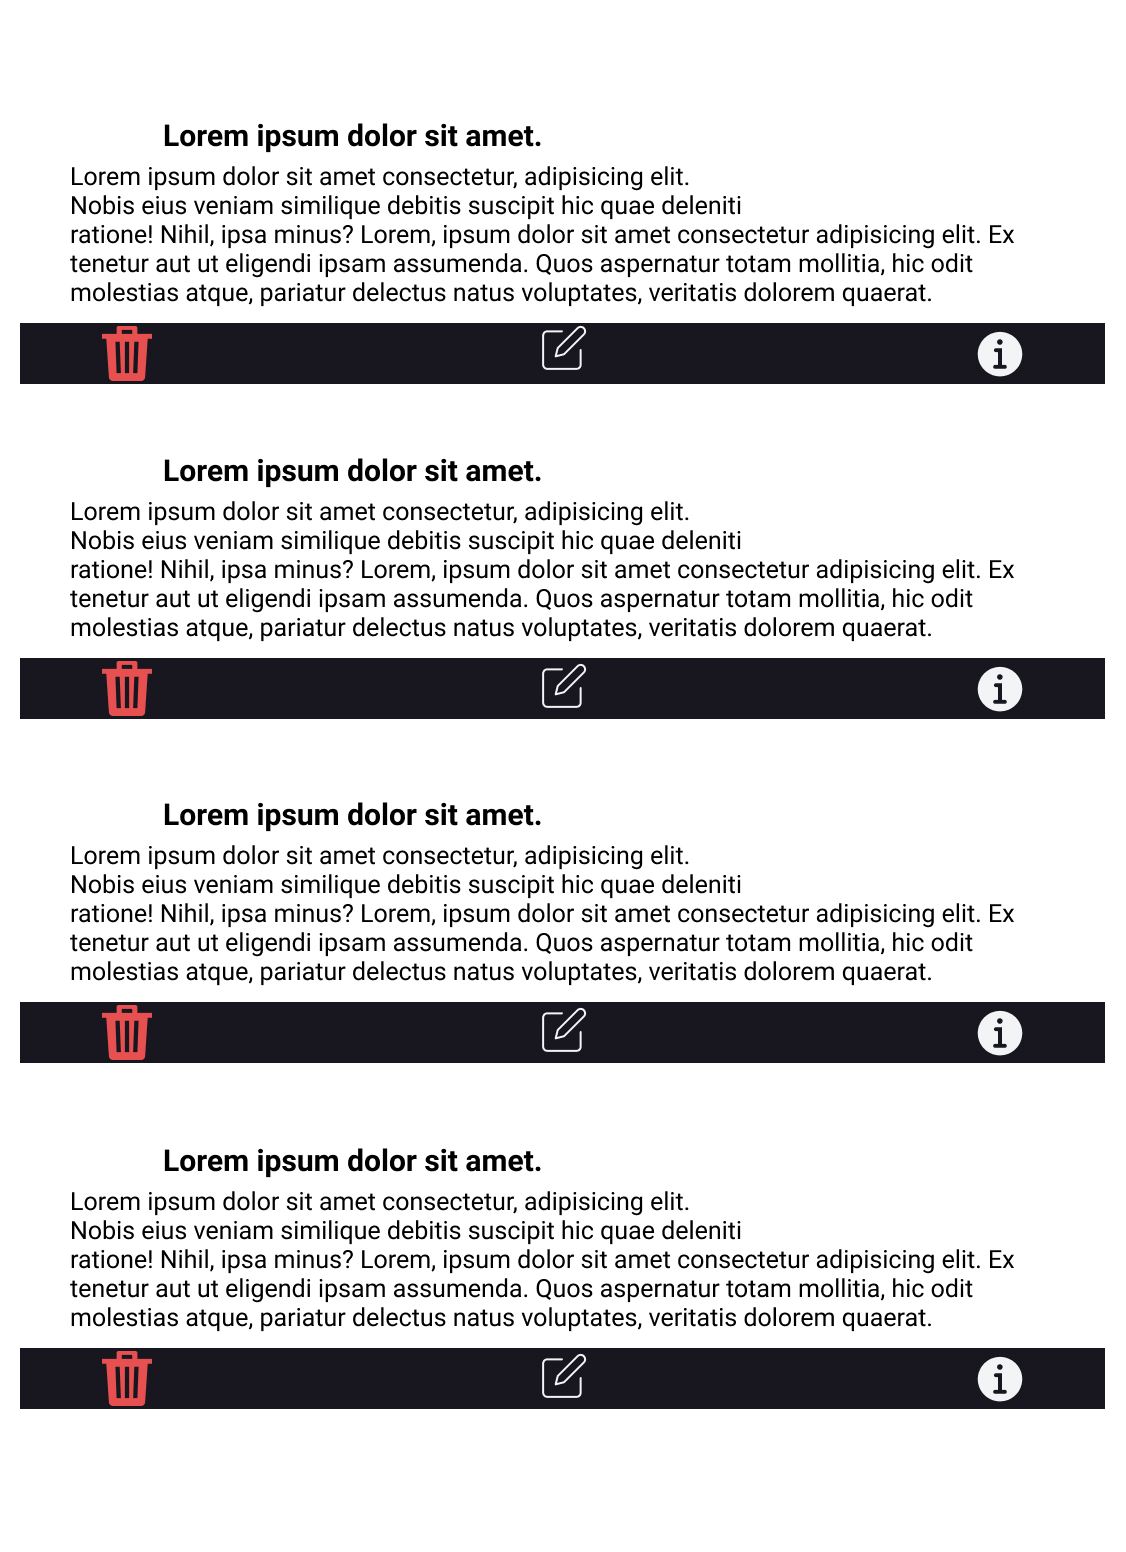 Lorem ipsum dolor sit amet.
Lorem ipsum dolor sit amet consectetur, adipisicing elit.
Nobis eius veniam similique debitis suscipit hic quae deleniti
ratione! Nihil, ipsa minus? Lorem, ipsum dolor sit amet consectetur adipisicing elit. Ex
tenetur aut ut eligendi ipsam assumenda. Quos aspernatur totam mollitia, hic odit
molestias atque, pariatur delectus natus voluptates, veritatis dolorem quaerat.
Lorem ipsum dolor sit amet.
Lorem ipsum dolor sit amet consectetur, adipisicing elit.
Nobis eius veniam similique debitis suscipit hic quae deleniti
ratione! Nihil, ipsa minus? Lorem, ipsum dolor sit amet consectetur adipisicing elit. Ex
tenetur aut ut eligendi ipsam assumenda. Quos aspernatur totam mollitia, hic odit
molestias atque, pariatur delectus natus voluptates, veritatis dolorem quaerat.
Lorem ipsum dolor sit amet.
Lorem ipsum dolor sit amet consectetur, adipisicing elit.
Nobis eius veniam similique debitis suscipit hic quae deleniti
ratione! Nihil, ipsa minus? Lorem, ipsum dolor sit amet consectetur adipisicing elit. Ex
tenetur aut ut eligendi ipsam assumenda. Quos aspernatur totam mollitia, hic odit
molestias atque, pariatur delectus natus voluptates, veritatis dolorem quaerat.
Lorem ipsum dolor sit amet.
Lorem ipsum dolor sit amet consectetur, adipisicing elit.
Nobis eius veniam similique debitis suscipit hic quae deleniti
ratione! Nihil, ipsa minus? Lorem, ipsum dolor sit amet consectetur adipisicing elit. Ex
tenetur aut ut eligendi ipsam assumenda. Quos aspernatur totam mollitia, hic odit
molestias atque, pariatur delectus natus voluptates, veritatis dolorem quaerat.